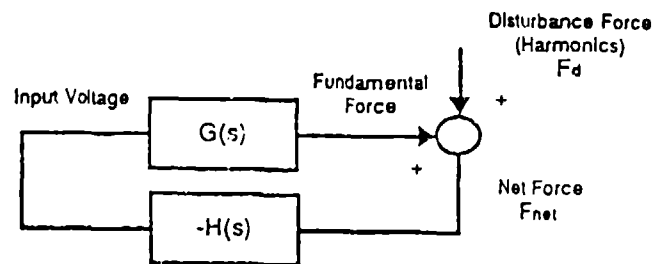 Disturbance Force
(Harmonics)
Fd
Fundamental
Force
Input Voltage
G(s)
+
+
Net Force
Fnet
-H(s)